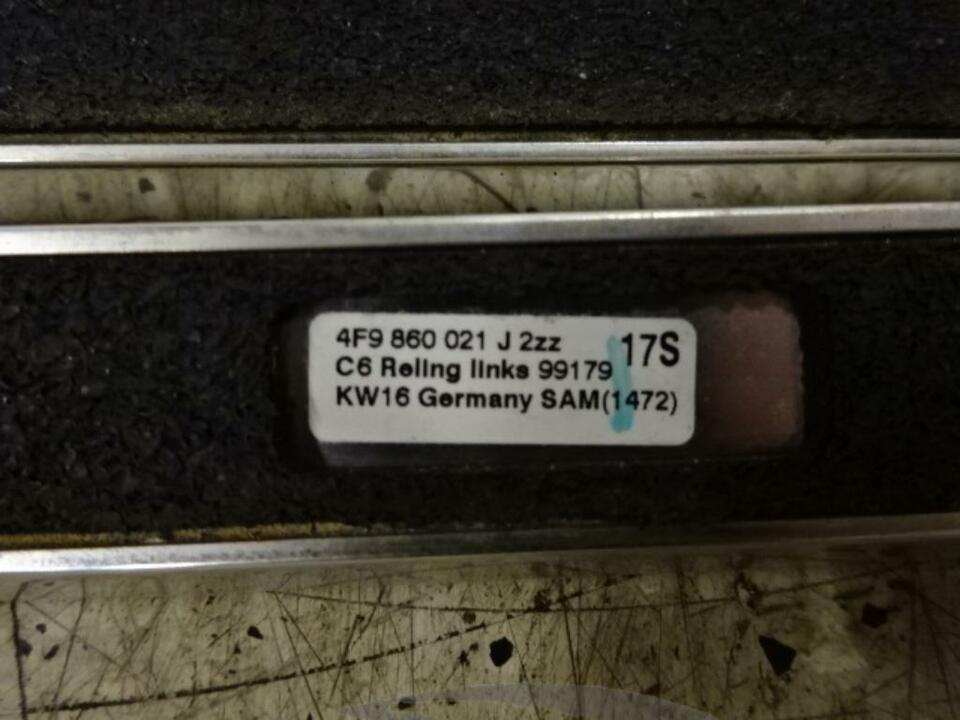 4F9 860 021 J 2zz 17S
C6 Reling links 99179
KW16 Germany SAM(1472)